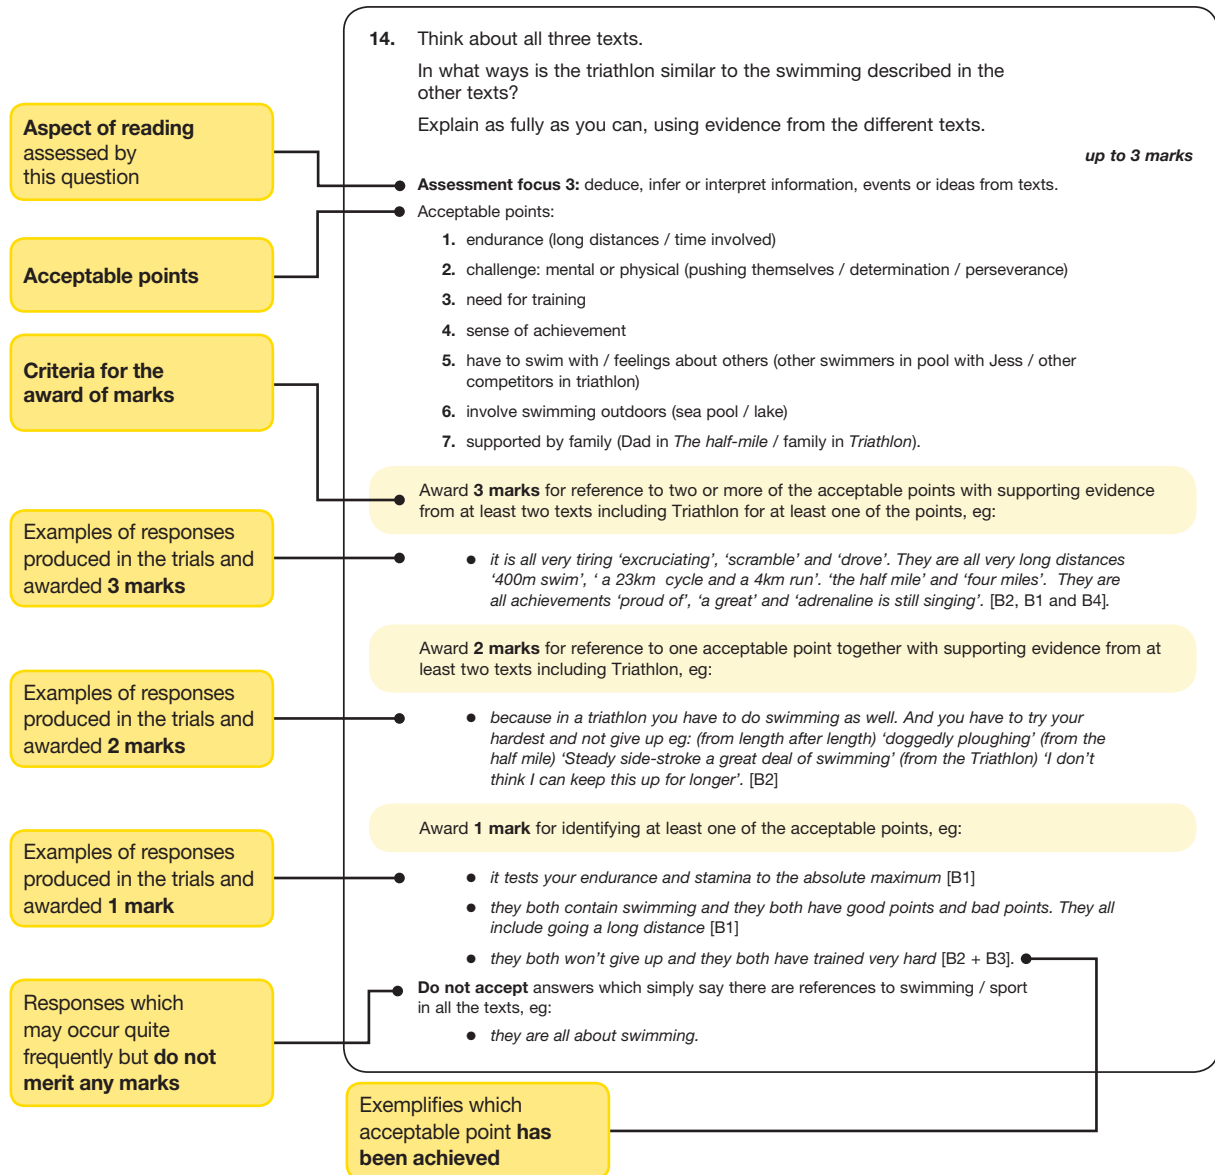 14. Think about all three texts.
In what ways is the triathlon similar to the swimming described in the
other texts?
Explain as fully as you can, using evidence from the different texts.
up to 3 marks
Aspect of reading
assessed by
this question
Assessment focus 3: deduce, infer or interpret information, events or ideas from texts.
Acceptable points
Acceptable points:
1. endurance (long distances / time involved)
2. challenge: mental or physical (pushing themselves / determination / perseverance)
3. need for training
4. sense of achievement
5. have to swim with / feelings about others (other swimmers in pool with Jess / other
competitors in triathlon)
6. involve swimming outdoors (sea pool / lake)
7. supported by family (Dad in The half-mile / family in Triathlon).
Criteria for the
award of marks
Award 3 marks for reference to two or more of the acceptable points with supporting evidence
from at least two texts including Triathlon for at least one of the points, eg:
Examples of responses
produced in the trials and
awarded 3 marks
● it is all very tiring ‘excruciating’, ‘scramble’ and ‘drove’. They are all very long distances
‘400m swim’, ‘ a 23km cycle and a 4km run’. ‘the half mile’ and ‘four miles’. They are
all achievements ‘proud of’, ‘a great’ and ‘adrenaline is still singing’. [B2, B1 and B4].
Award 2 marks for reference to one acceptable point together with supporting evidence from at
least two texts including Triathlon, eg:
Examples of responses
produced in the trials and
awarded 2 marks
● because in a triathlon you have to do swimming as well. And you have to try your
hardest and not give up eg: (from length after length) ‘doggedly ploughing’ (from the
half mile) ‘Steady side-stroke a great deal of swimming’ (from the Triathlon) ‘I don’t
think I can keep this up for longer’. [B2]
Award 1 mark for identifying at least one of the acceptable points, eg:
Examples of responses
produced in the trials and
awarded 1 mark
● it tests your endurance and stamina to the absolute maximum [B1]
● they both contain swimming and they both have good points and bad points. They all
include going a long distance [B1]
● they both won’t give up and they both have trained very hard [B2 + B3].
Responses which
may occur quite
frequently but do not
merit any marks
Do not accept answers which simply say there are references to swimming / sport
in all the texts, eg:
● they are all about swimming.
Exemplifies which
acceptable point has
been achieved